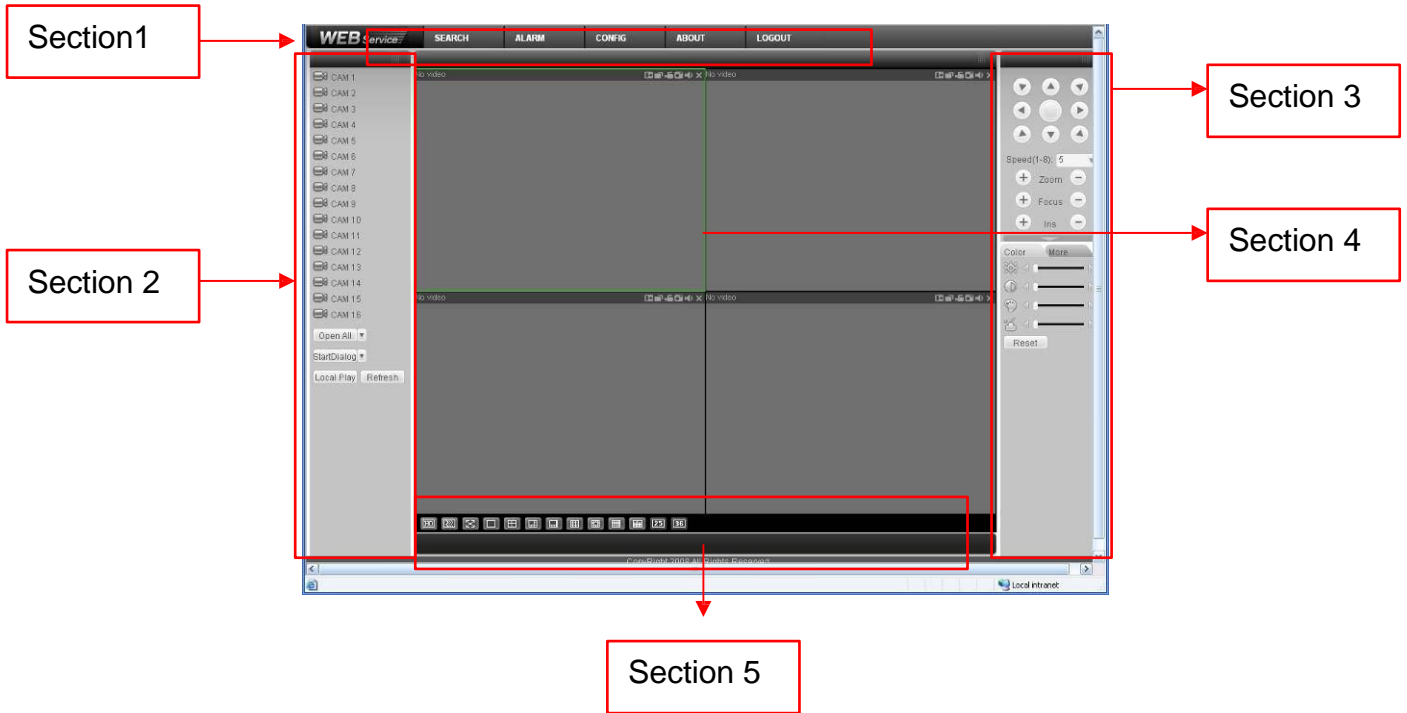 Section1
WEB Service
SEARCH
ALARM
CONFIG
ABOUT
LOGOUT
CAM 1
CAM 2
CAM 3
CAM 4
CAM 5
CAM 6
CAM 7
CAM 8
CAM 9
CAM 10
CAM 11
CAM 12
CAM 13
CAM 14
CAM 15
CAM 16
Open All
StartDialog
Local Play
Refresh
Section 2
No video
No video
No video
No video
Speed(1-8): 5
Zoom
Focus
Iris
Color
More
Reset
Section 3
Section 4
HD
25
36
CopyRight 2008 All Rights Reserved
Local intranet
Section 5